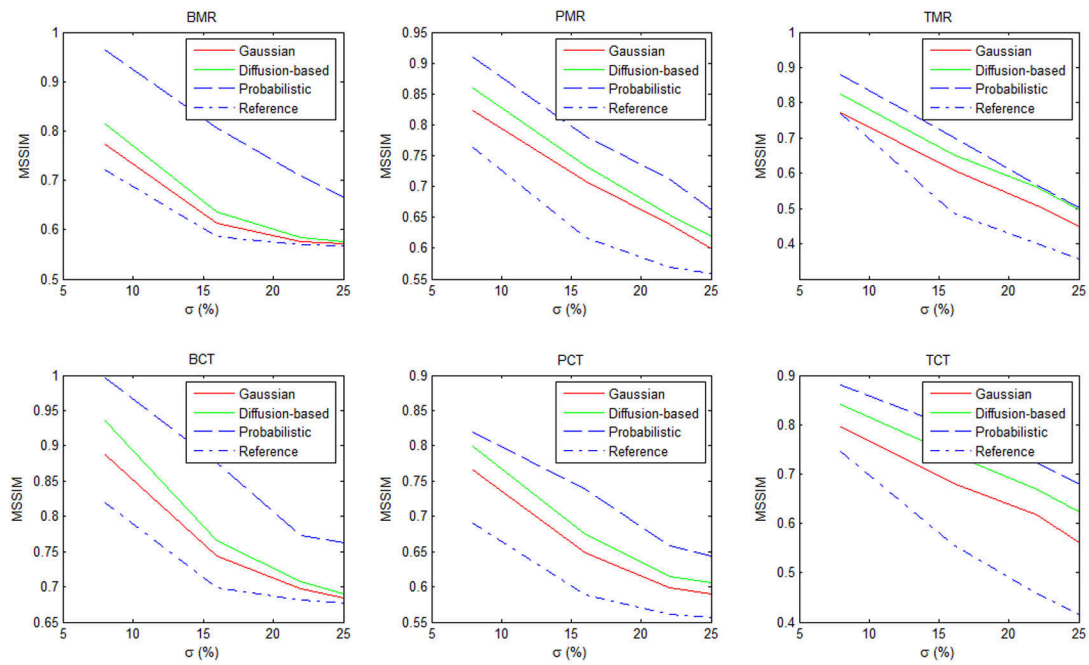 BMR
1
0.9
0.8
0.7
0.6
0.5
MSSIM
5
10
15
20
25
σ (%)
Gaussian
Diffusion-based
Probabilistic
Reference
PMR
0.95
0.9
0.85
0.8
0.75
0.7
0.65
0.6
0.55
MSSIM
5
10
15
20
25
σ (%)
Gaussian
Diffusion-based
Probabilistic
Reference
TMR
1
0.9
0.8
0.7
0.6
0.5
0.4
MSSIM
5
10
15
20
25
σ (%)
Gaussian
Diffusion-based
Probabilistic
Reference
BCT
1
0.95
0.9
0.85
0.8
0.75
0.7
0.65
MSSIM
5
10
15
20
25
σ (%)
Gaussian
Diffusion-based
Probabilistic
Reference
PCT
0.9
0.85
0.8
0.75
0.7
0.65
0.6
0.55
MSSIM
5
10
15
20
25
σ (%)
Gaussian
Diffusion-based
Probabilistic
Reference
TCT
0.9
0.8
0.7
0.6
0.5
0.4
MSSIM
5
10
15
20
25
σ (%)
Gaussian
Diffusion-based
Probabilistic
Reference